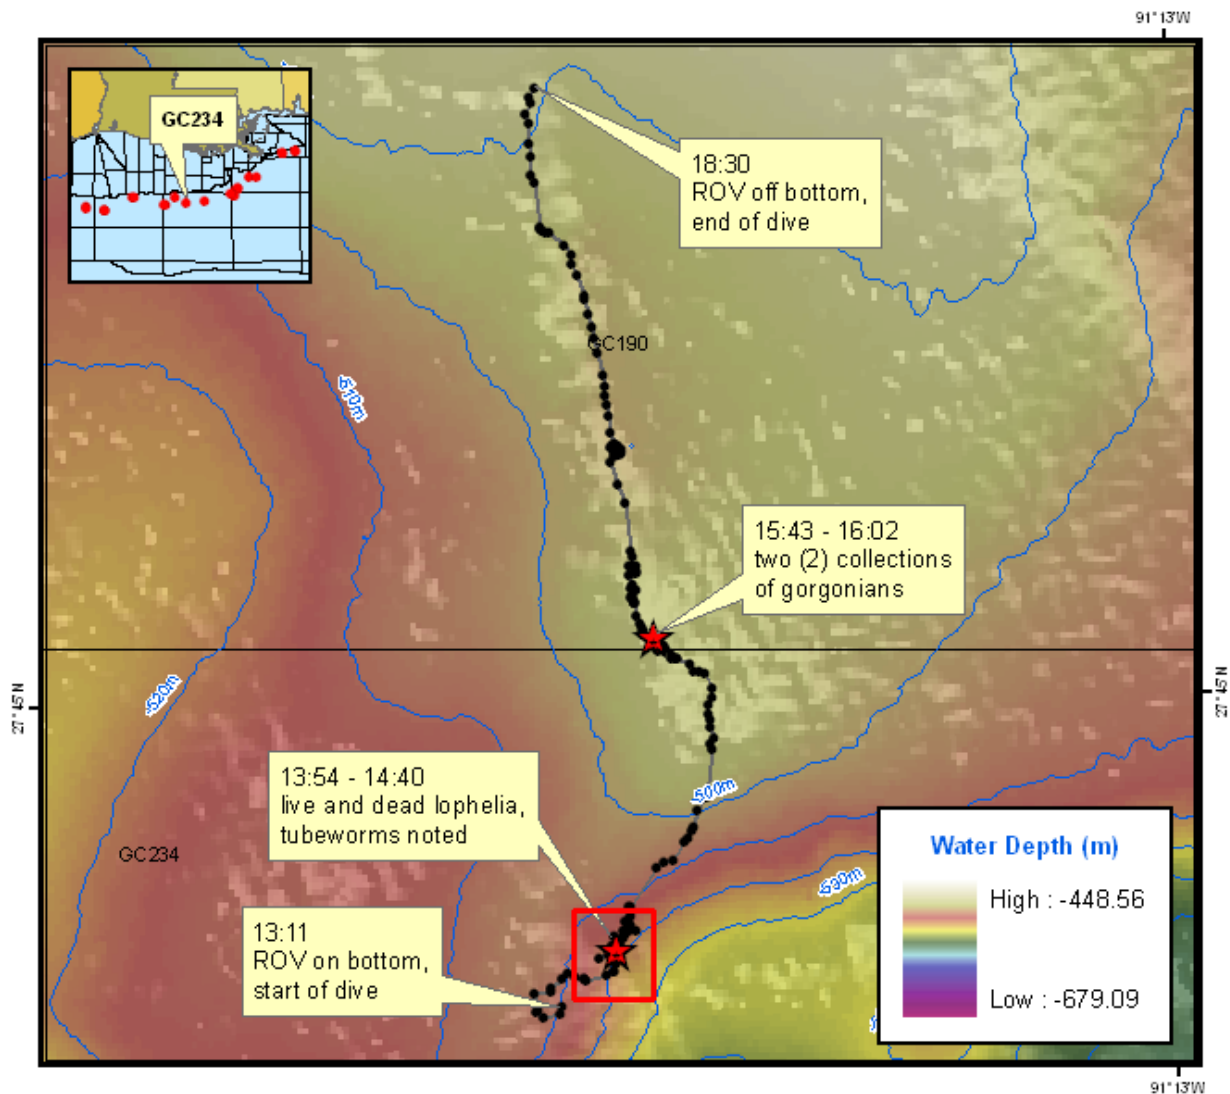 91°13'W
GC234
18:30
ROV off bottom,
end of dive
GC190
-510m
15:43 - 16:02
two (2) collections
of gorgonians
27°45'N
27°45'N
-520m
13:54 - 14:40
live and dead lophelia,
tubeworms noted
-500m
GC234
-530m
13:11
ROV on bottom,
start of dive
Water Depth (m)
High : -448.56
Low : -679.09
91°13'W